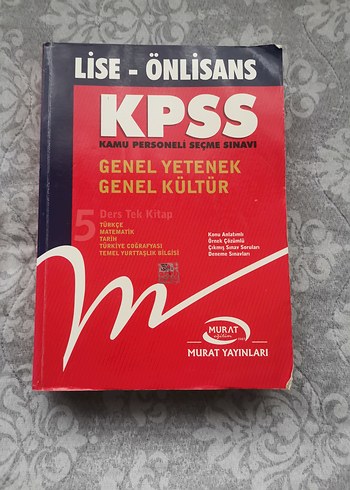 LİSE - ÖNLİSANS
KPSS
KAMU PERSONELİ SEÇME SINAVI
GENEL YETENEK
GENEL KÜLTÜR
5 Ders Tek Kitap
TÜRKÇE
MATEMATİK
TARİH
TÜRKİYE COĞRAFYASI
TEMEL YURTTAŞLIK BİLGİSİ
Konu Anlatımlı
Örnek Çözümlü
Çıkmış Sınav Soruları
Deneme Sınavları
MURAT
eğitim
MURAT YAYINLARI